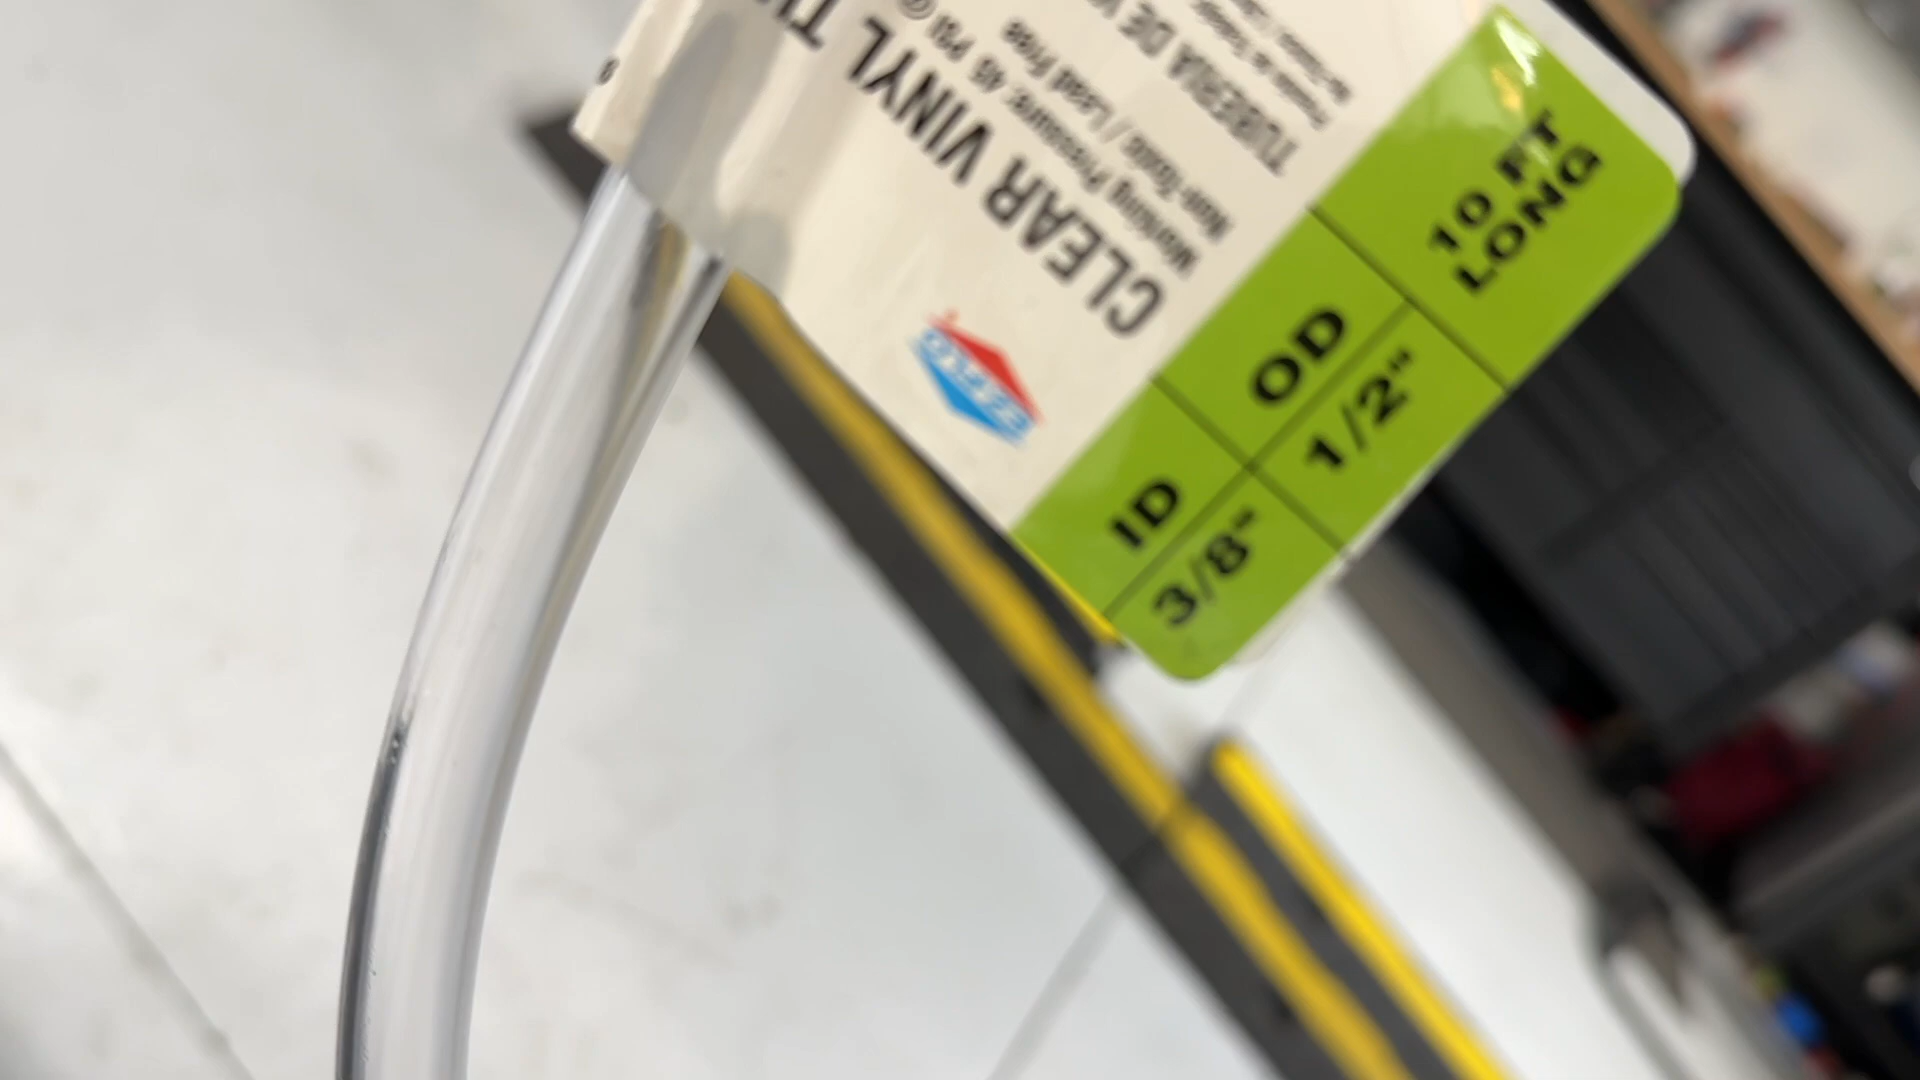 CLEAR VINYL
Working Pressure: 45 PSI @
Non-Toxic / Lead Free
TUBERIA DE
ID
3/8"
OD
1/2"
10 FT
LONG